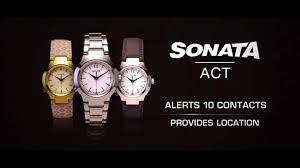 SONATA
ACT
ALERTS 10 CONTACTS
PROVIDES LOCATION